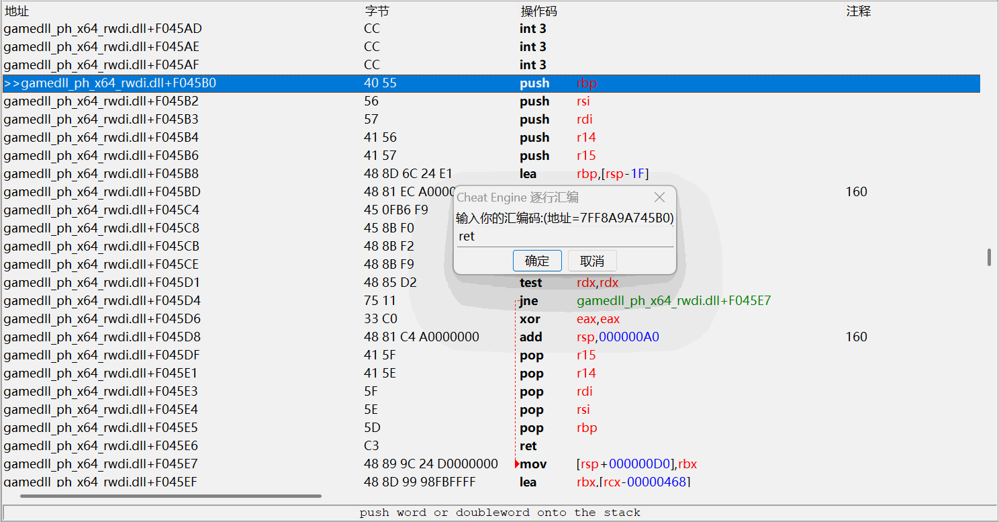 地址 字节 操作码 注释
gamedll_ph_x64_rwdi.dll+F045AD CC int 3
gamedll_ph_x64_rwdi.dll+F045AE CC int 3
gamedll_ph_x64_rwdi.dll+F045AF CC int 3
>>gamedll_ph_x64_rwdi.dll+F045B0 40 55 push rbp
gamedll_ph_x64_rwdi.dll+F045B2 56 push rsi
gamedll_ph_x64_rwdi.dll+F045B3 57 push rdi
gamedll_ph_x64_rwdi.dll+F045B4 41 56 push r14
gamedll_ph_x64_rwdi.dll+F045B6 41 57 push r15
gamedll_ph_x64_rwdi.dll+F045B8 48 8D 6C 24 E1 lea rbp,[rsp-1F]
gamedll_ph_x64_rwdi.dll+F045BD 48 81 EC A0000 160
gamedll_ph_x64_rwdi.dll+F045C4 45 0FB6 F9
gamedll_ph_x64_rwdi.dll+F045C8 45 8B F0
gamedll_ph_x64_rwdi.dll+F045CB 48 8B F2
gamedll_ph_x64_rwdi.dll+F045CE 48 8B F9
gamedll_ph_x64_rwdi.dll+F045D1 48 85 D2 test rdx,rdx
gamedll_ph_x64_rwdi.dll+F045D4 75 11 jne gamedll_ph_x64_rwdi.dll+F045E7
gamedll_ph_x64_rwdi.dll+F045D6 33 C0 xor eax,eax
gamedll_ph_x64_rwdi.dll+F045D8 48 81 C4 A0000000 add rsp,000000A0 160
gamedll_ph_x64_rwdi.dll+F045DF 41 5F pop r15
gamedll_ph_x64_rwdi.dll+F045E1 41 5E pop r14
gamedll_ph_x64_rwdi.dll+F045E3 5F pop rdi
gamedll_ph_x64_rwdi.dll+F045E4 5E pop rsi
gamedll_ph_x64_rwdi.dll+F045E5 5D pop rbp
gamedll_ph_x64_rwdi.dll+F045E6 C3 ret
gamedll_ph_x64_rwdi.dll+F045E7 48 89 9C 24 D0000000 mov [rsp+000000D0],rbx
gamedll_ph_x64_rwdi.dll+F045EF 48 8D 99 98FBFFFF lea rbx,[rcx-00000468]
Cheat Engine 逐行汇编
输入你的汇编码:(地址=7FF8A9A745B0)
ret
确定 取消
push word or doubleword onto the stack